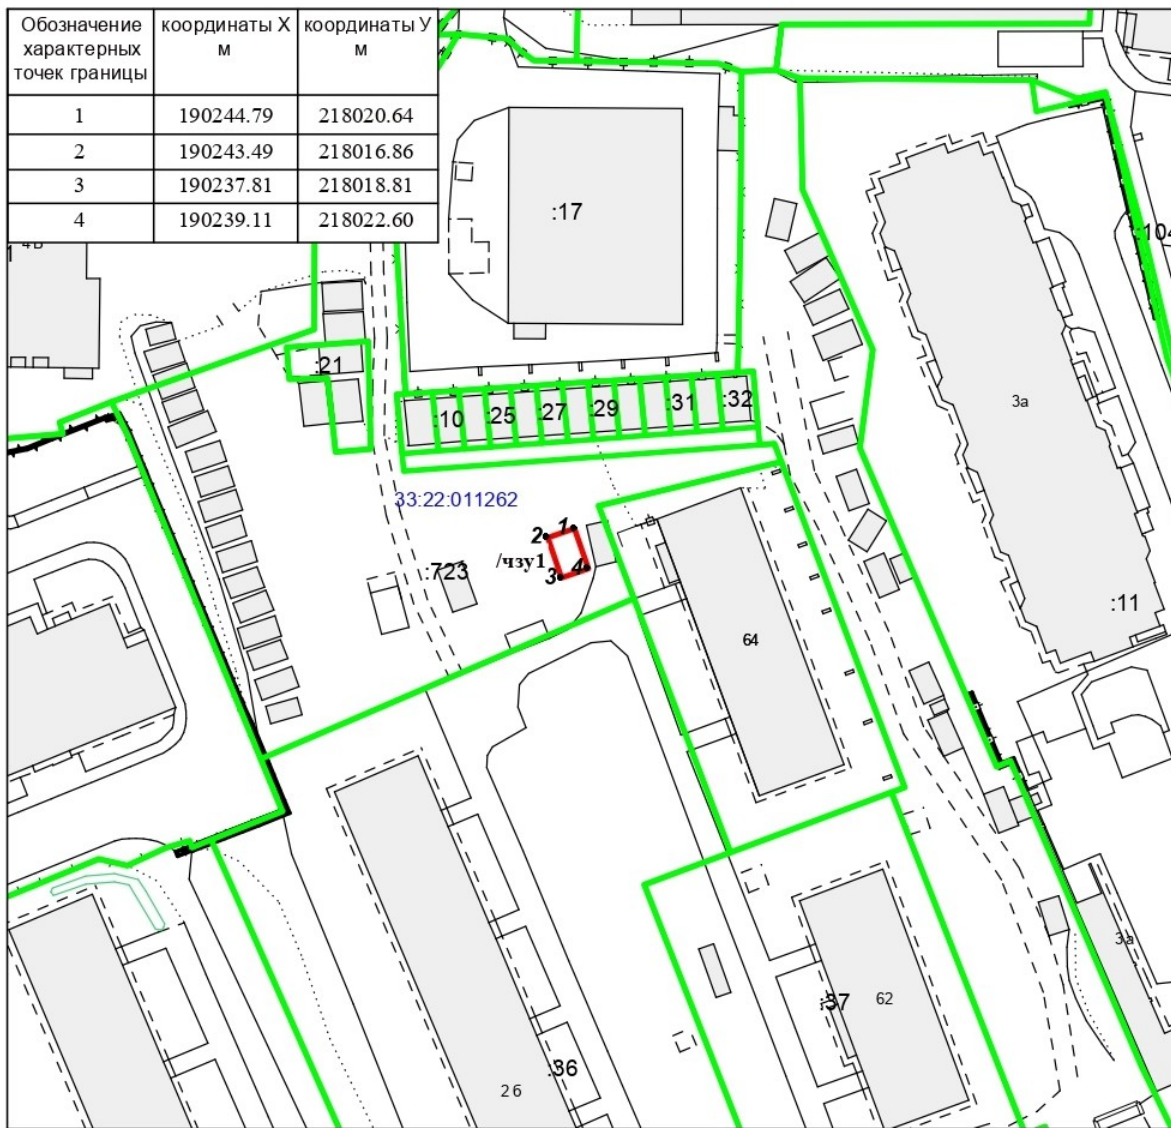 Обозначение характерных точек границы | координаты X м | координаты У м
1 190244.79 218020.64
2 190243.49 218016.86
3 190237.81 218018.81
4 190239.11 218022.60
:17
:104
:21
:10 :25 :27 :29 :31 :32
3а
33:22:011262
2 1
/чзу1
3 4
:723
:11
64
3а
:37 62
:36
2б